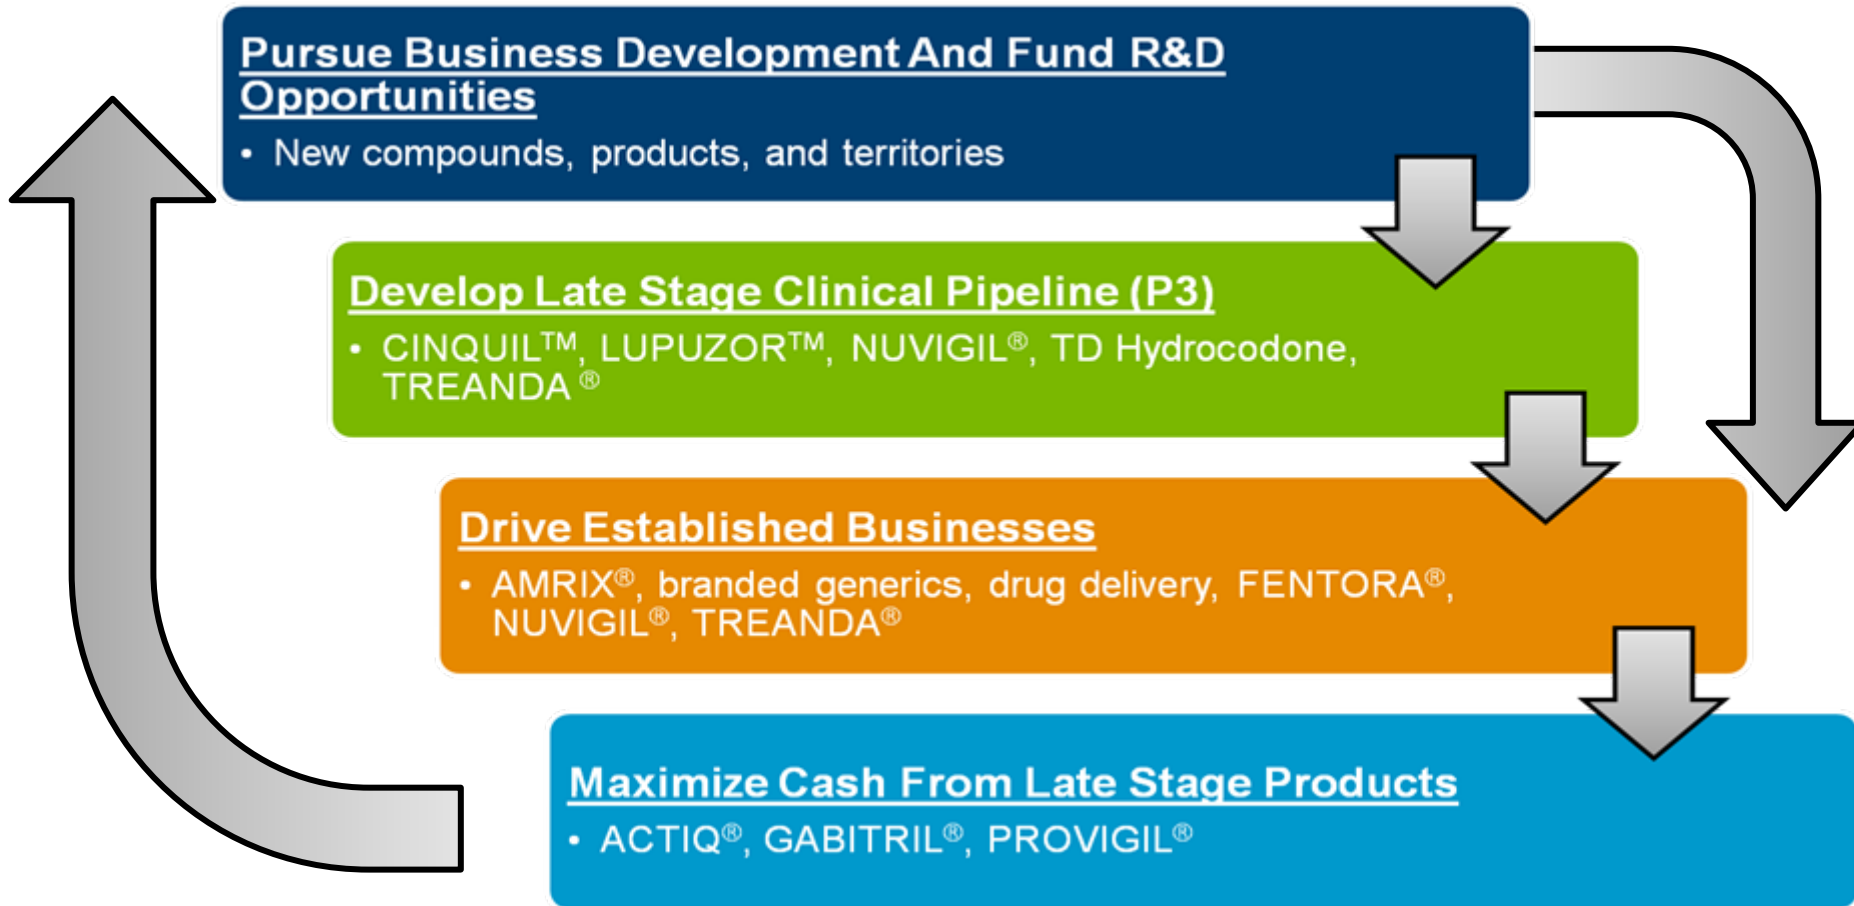 Pursue Business Development And Fund R&D
Opportunities
• New compounds, products, and territories
Develop Late Stage Clinical Pipeline (P3)
• CINQUIL™, LUPUZOR™, NUVIGIL®, TD Hydrocodone,
TREANDA ®
Drive Established Businesses
• AMRIX®, branded generics, drug delivery, FENTORA®,
NUVIGIL®, TREANDA®
Maximize Cash From Late Stage Products
• ACTIQ®, GABITRIL®, PROVIGIL®